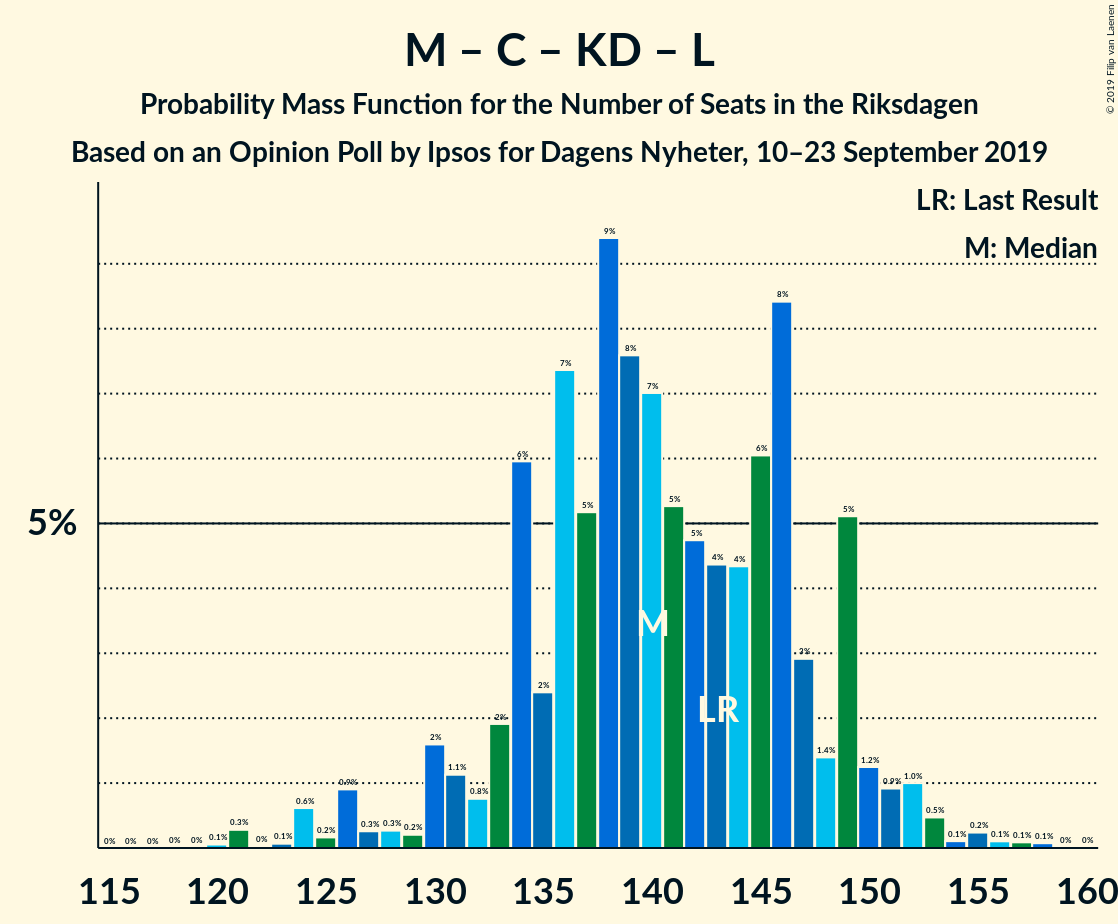 M – C – KD – L
Probability Mass Function for the Number of Seats in the Riksdagen
Based on an Opinion Poll by Ipsos for Dagens Nyheter, 10–23 September 2019
© 2019 Filip van Laenen
LR: Last Result
M: Median
5%
0% 0% 0% 0% 0% 0.1% 0.3% 0% 0.1% 0.6% 0.2% 0.9% 0.3% 0.3% 0.2% 2% 1.1% 0.8% 2% 6% 2% 7% 5% 9% 8% 7% 5% 5% 4% 4% 6% 8% 3% 1.4% 5% 1.2% 0.9% 1.0% 0.5% 0.1% 0.2% 0.1% 0.1% 0.1% 0% 0%
M
LR
115 120 125 130 135 140 145 150 155 160